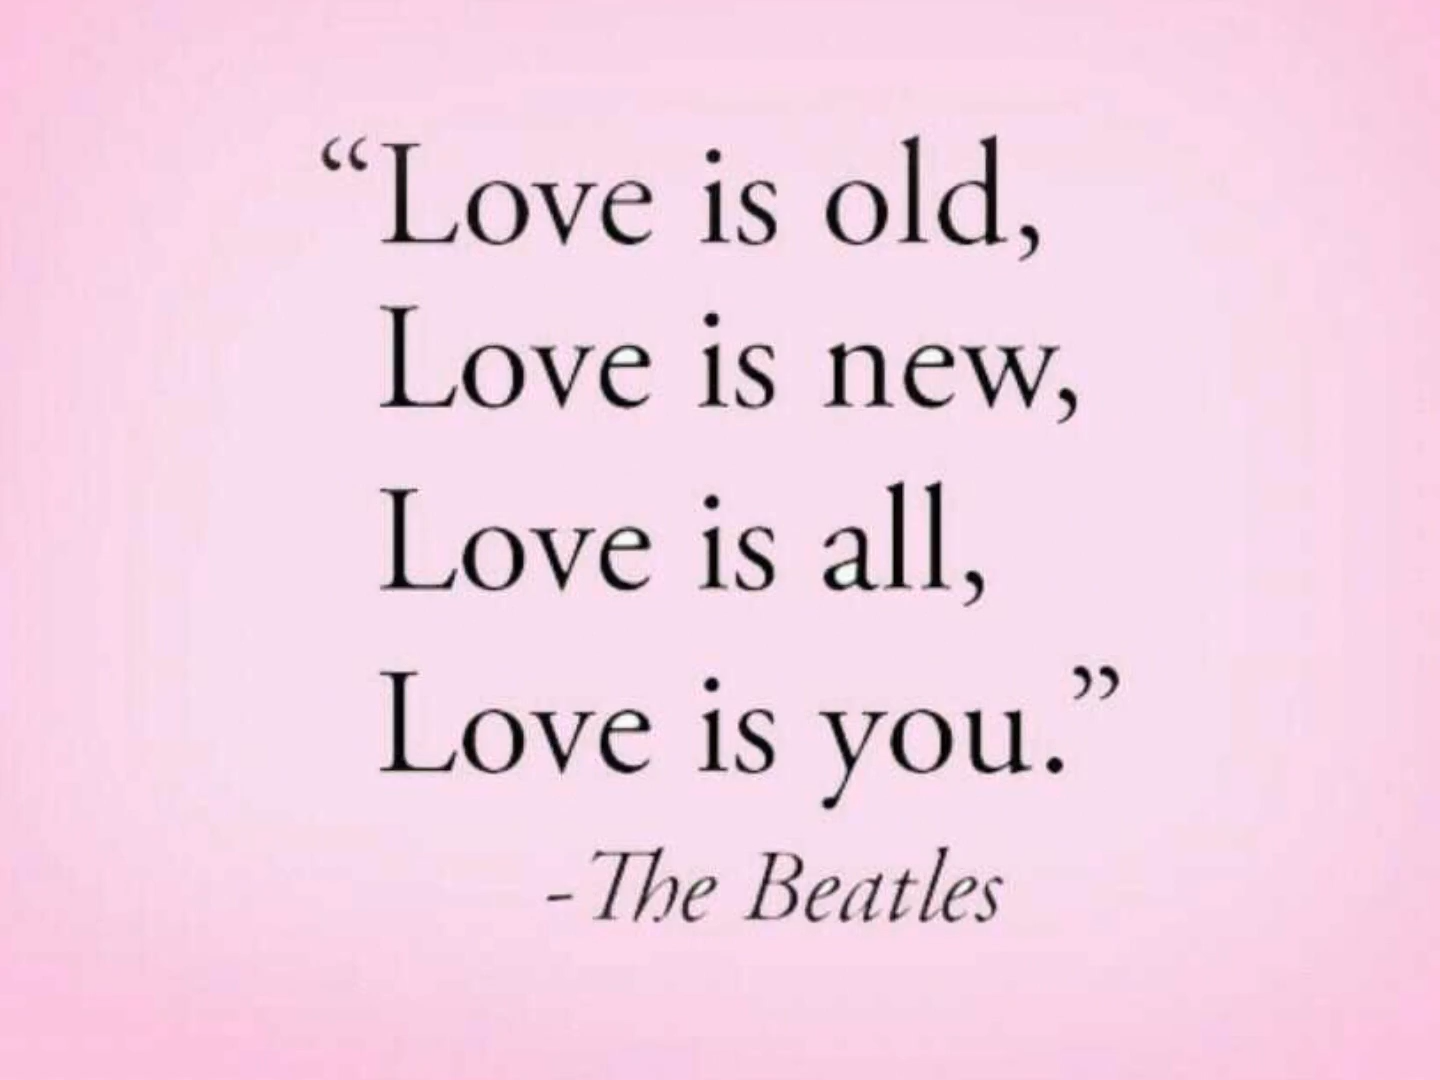 “Love is old,
Love is new,
Love is all,
Love is you.”
-The Beatles